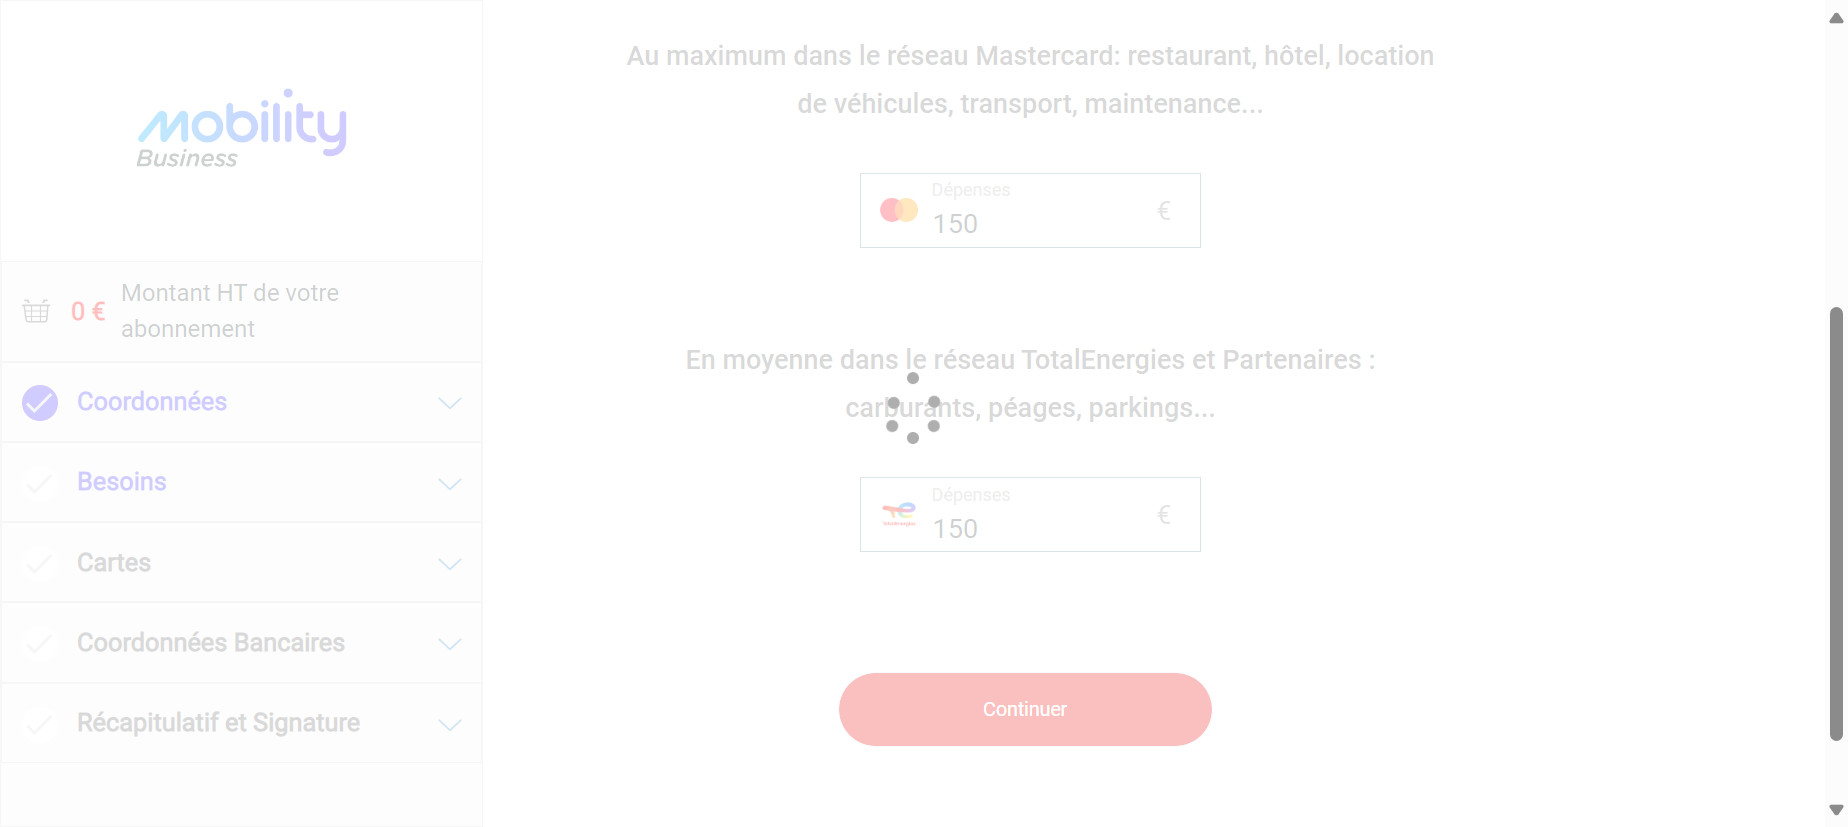 mobility
Business
0 €
Montant HT de votre
abonnement
Coordonnées
Besoins
Cartes
Coordonnées Bancaires
Récapitulatif et Signature
Au maximum dans le réseau Mastercard: restaurant, hôtel, location
de véhicules, transport, maintenance...
Dépenses
150 €
En moyenne dans le réseau TotalEnergies et Partenaires :
carburants, péages, parkings...
TotalEnergies
Dépenses
150 €
Continuer